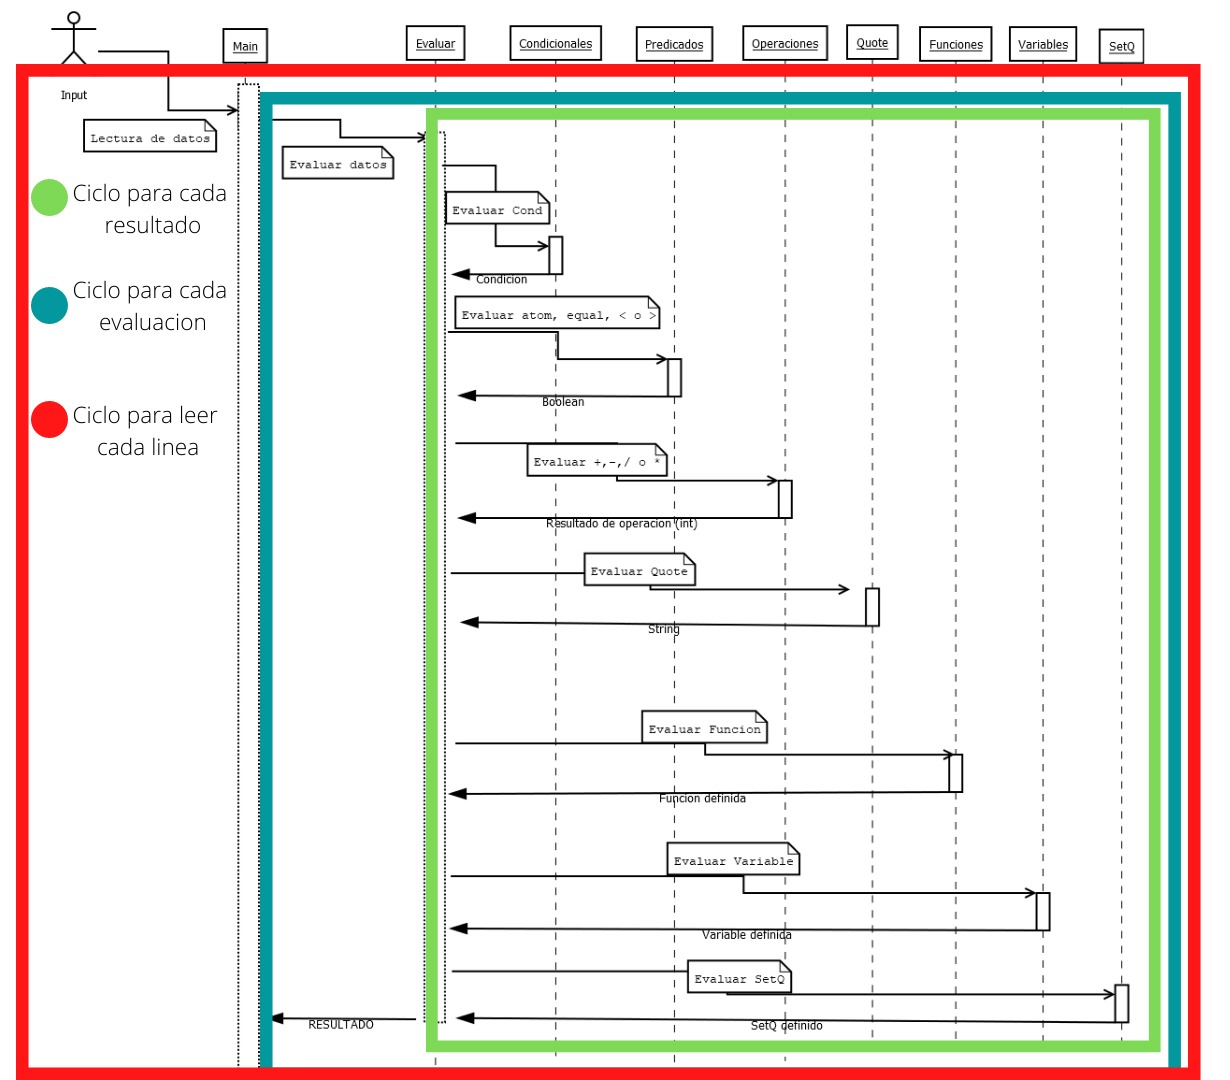 Main
Evaluar
Condicionales
Predicados
Operaciones
Quote
Funciones
Variables
SetQ
Input
Lectura de datos
Evaluar datos
Ciclo para cada
resultado
Evaluar Cond
Condicion
Ciclo para cada
evaluacion
Evaluar atom, equal, < o >
Boolean
Ciclo para leer
cada linea
Evaluar +,-,/ o *
Resultado de operacion (int)
Evaluar Quote
String
Evaluar Funcion
Funcion definida
Evaluar Variable
Variable definida
Evaluar SetQ
RESULTADO
SetQ definido